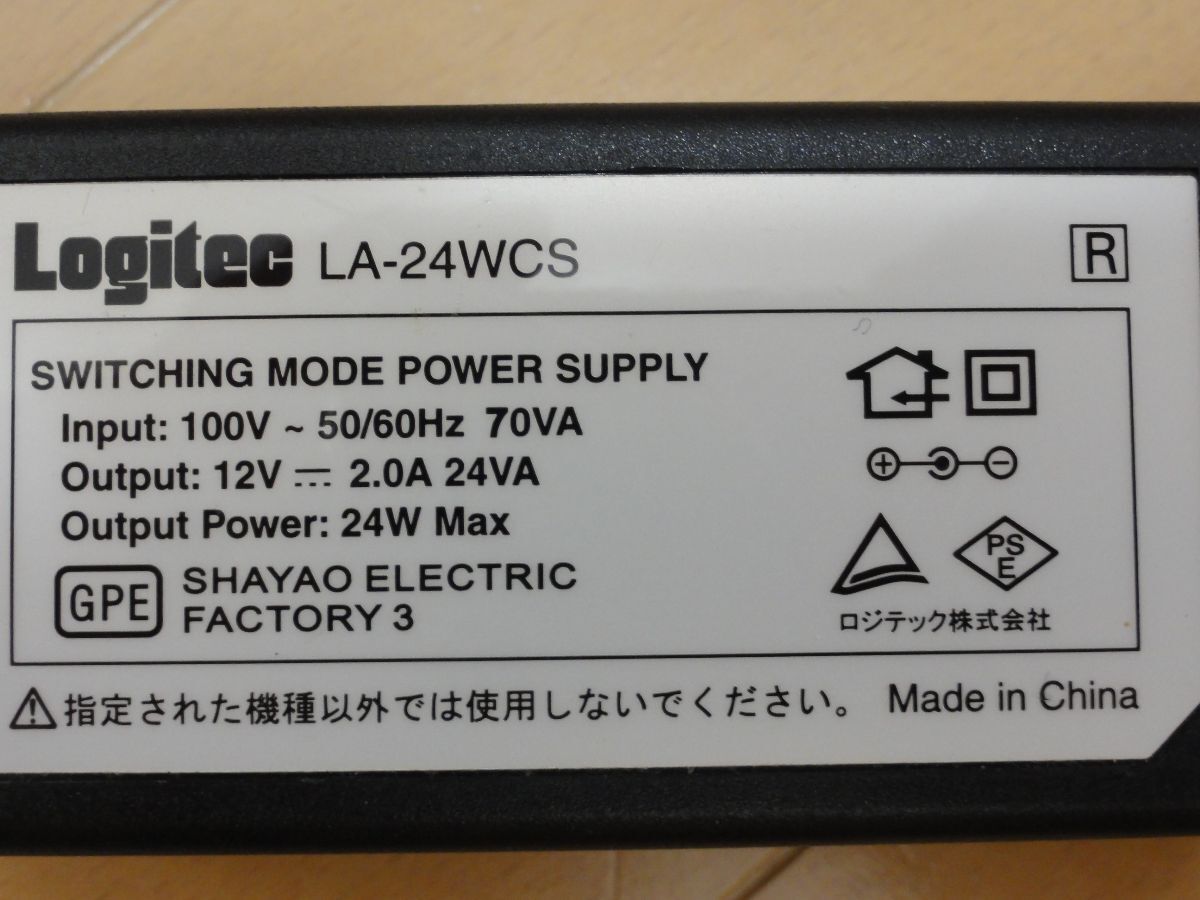 Logitec LA-24WCS R
SWITCHING MODE POWER SUPPLY
Input: 100V ~ 50/60Hz 70VA
Output: 12V ⎓ 2.0A 24VA
Output Power: 24W Max
GPE SHAYAO ELECTRIC
FACTORY 3
+ −
PS
E
ロジテック株式会社
⚠指定された機種以外では使用しないでください。 Made in China